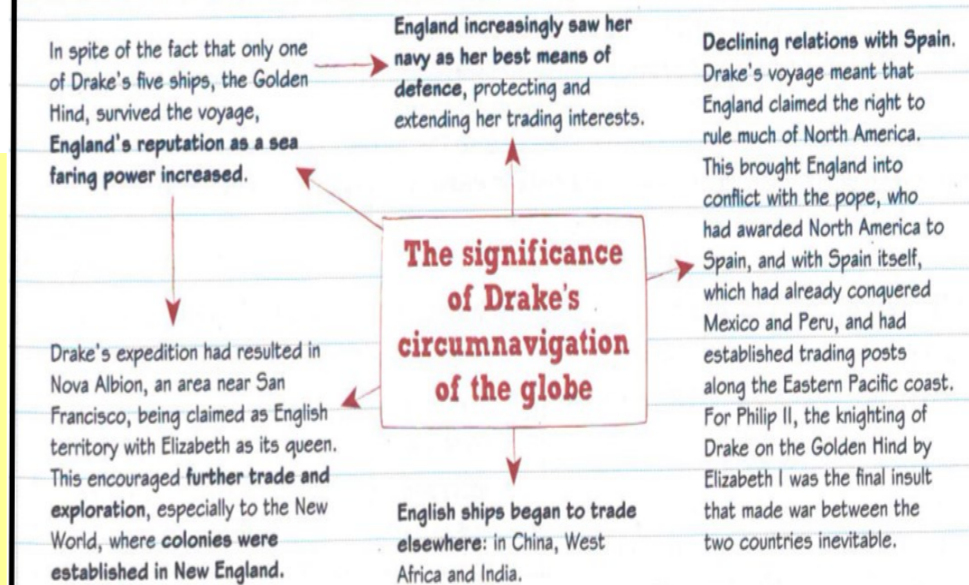 In spite of the fact that only one
of Drake's five ships, the Golden
Hind, survived the voyage,
England's reputation as a sea
faring power increased.
England increasingly saw her
navy as her best means of
defence, protecting and
extending her trading interests.
Declining relations with Spain.
Drake's voyage meant that
England claimed the right to
rule much of North America.
This brought England into
conflict with the pope, who
had awarded North America to
Spain, and with Spain itself,
which had already conquered
Mexico and Peru, and had
established trading posts
along the Eastern Pacific coast.
For Philip II, the knighting of
Drake on the Golden Hind by
Elizabeth I was the final insult
that made war between the
two countries inevitable.
The significance
of Drake's
circumnavigation
of the globe
Drake's expedition had resulted in
Nova Albion, an area near San
Francisco, being claimed as English
territory with Elizabeth as its queen.
This encouraged further trade and
exploration, especially to the New
World, where colonies were
established in New England.
English ships began to trade
elsewhere: in China, West
Africa and India.